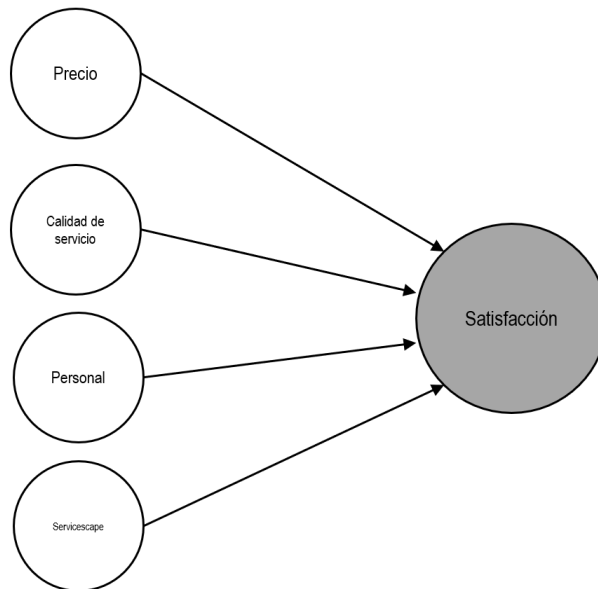 Precio
Calidad de
servicio
Satisfacción
Personal
Servicescape